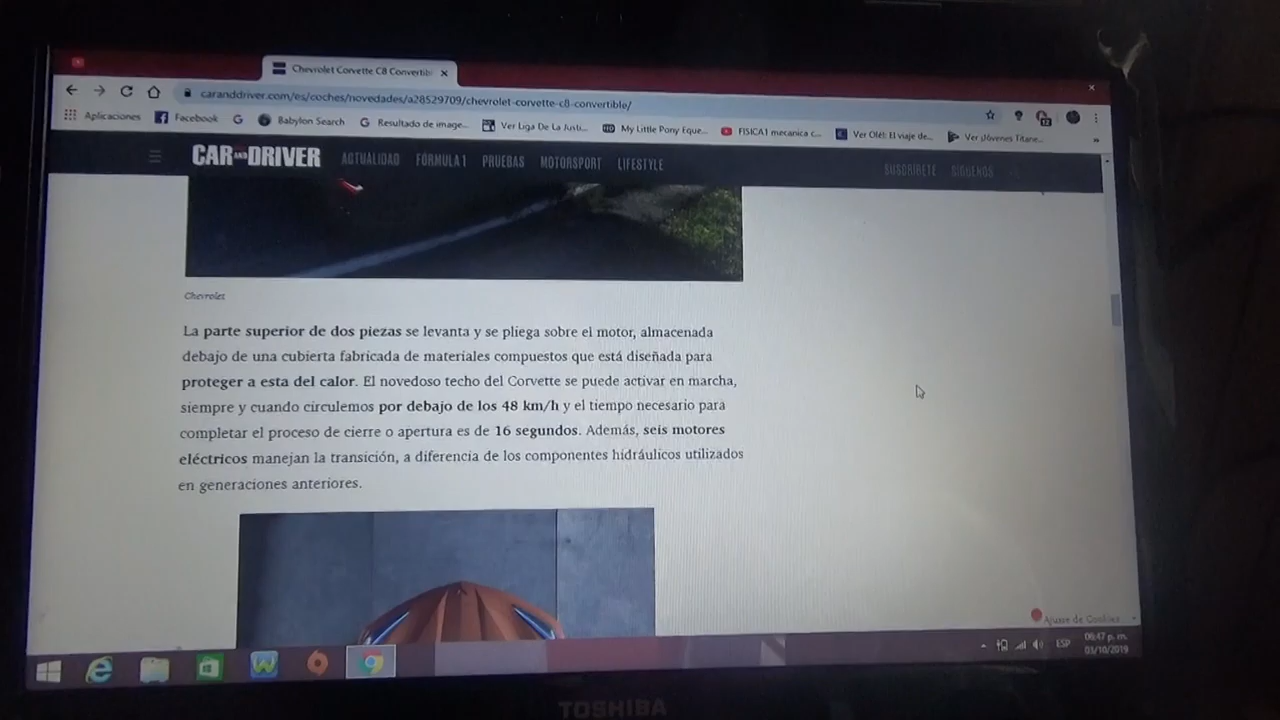 Chevrolet Corvette C8 Convertib
caranddriver.com/es/coches/novedades/a28529709/chevrolet-corvette-c8-convertible/
Aplicaciones Facebook Babylon Search Resultado de image... Ver Liga De La Justi... My Little Pony Eque... FISICA1 mecanica c... Ver Olé!: El viaje de... Ver Jóvenes Titane...
CAR AND DRIVER ACTUALIDAD FÓRMULA 1 PRUEBAS MOTORSPORT LIFESTYLE SUSCRÍBETE SÍGUENOS
Chevrolet
La parte superior de dos piezas se levanta y se pliega sobre el motor, almacenada
debajo de una cubierta fabricada de materiales compuestos que está diseñada para
proteger a esta del calor. El novedoso techo del Corvette se puede activar en marcha,
siempre y cuando circulemos por debajo de los 48 km/h y el tiempo necesario para
completar el proceso de cierre o apertura es de 16 segundos. Además, seis motores
eléctricos manejan la transición, a diferencia de los componentes hidráulicos utilizados
en generaciones anteriores.
Ajuste de Cookies
ESP
06:47 p. m.
03/10/2019
TOSHIBA